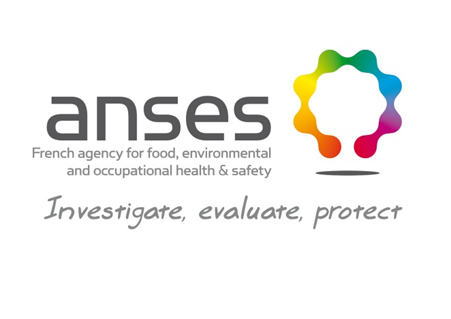 anses
French agency for food, environmental
and occupational health & safety
Investigate, evaluate, protect